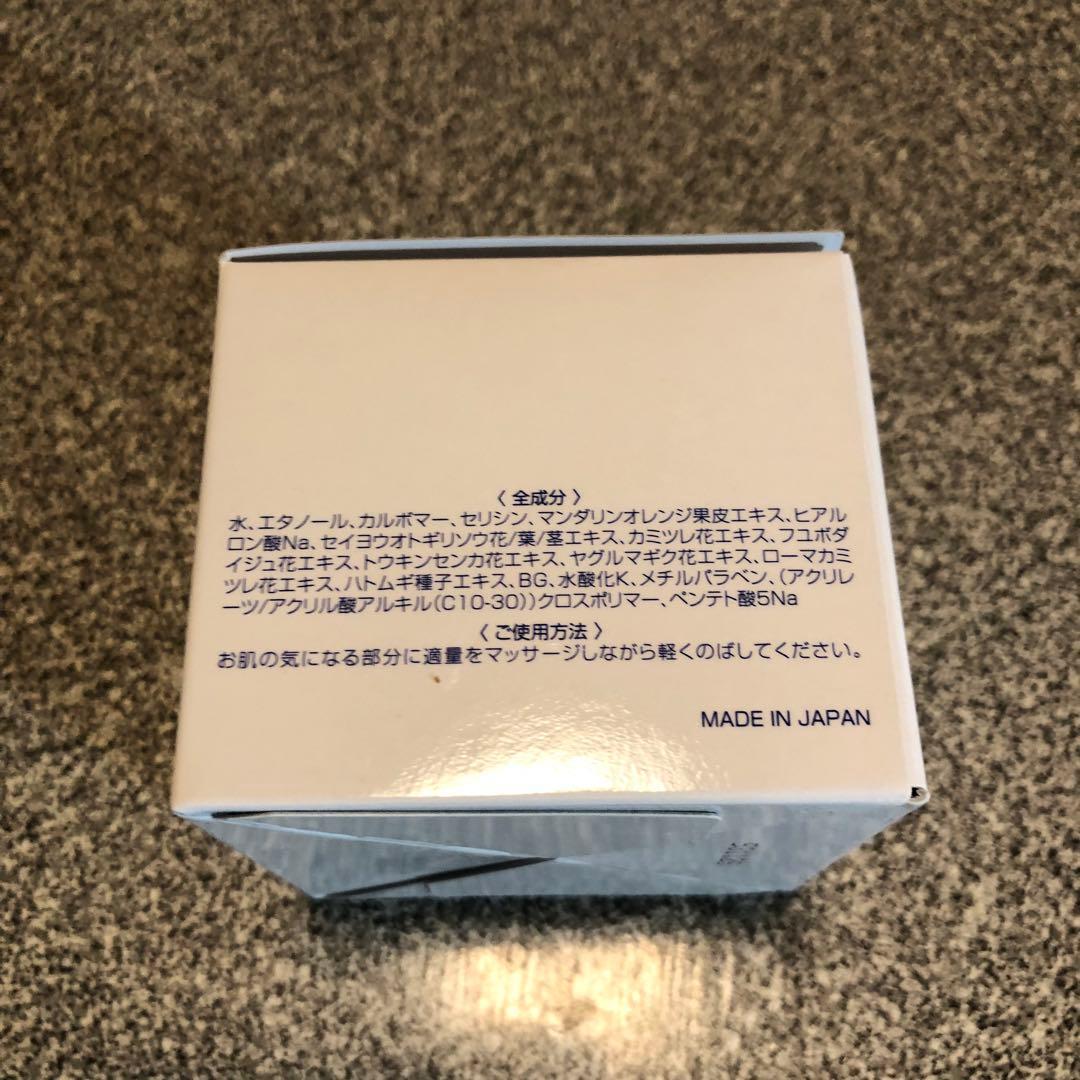 〈 全成分 〉
水、エタノール、カルボマー、セリシン、マンダリンオレンジ果皮エキス、ヒアル
ロン酸Na、セイヨウオトギリソウ花/葉/茎エキス、カミツレ花エキス、フユボダ
イジュ花エキス、トウキンセンカ花エキス、ヤグルマギク花エキス、ローマカミ
ツレ花エキス、ハトムギ種子エキス、BG、水酸化K、メチルパラベン、(アクリレ
ーツ/アクリル酸アルキル(C10-30))クロスポリマー、ペンテト酸5Na
〈 ご使用方法 〉
お肌の気になる部分に適量をマッサージしながら軽くのばしてください。
MADE IN JAPAN